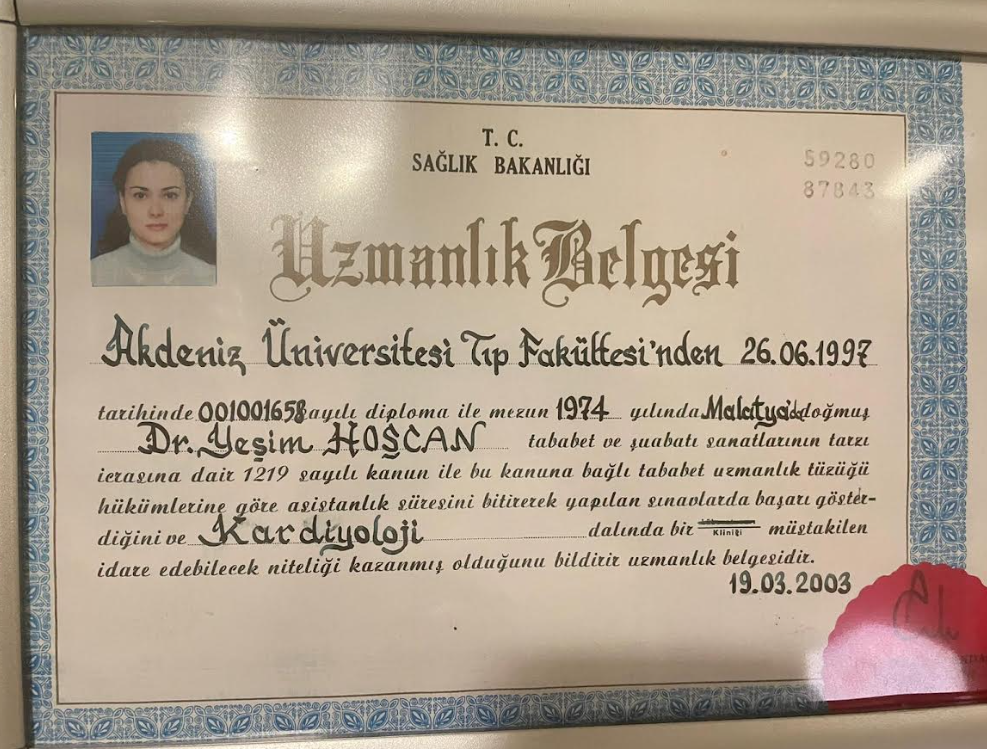 T. C.
SAĞLIK BAKANLIĞI
59280
87843
Uzmanlık Belgesi
Akdeniz Üniversitesi Tıp Fakültesi'nden 26.06.1997
tarihinde 001001658 sayılı diploma ile mezun 1974 yılında Malatya'da doğmuş
Dr. Yeşim HOŞCAN tababet ve şuabatı sanatlarının tarzı
icrasına dair 1219 sayılı kanun ile bu kanuna bağlı tababet uzmanlık tüzüğü
hükümlerine göre asistanlık süresini bitirerek yapılan sınavlarda başarı göster-
diğini ve Kardiyoloji dalında bir Kliniği müstakilen
idare edebilecek niteliği kazanmış olduğunu bildirir uzmanlık belgesidir.
19.03.2003